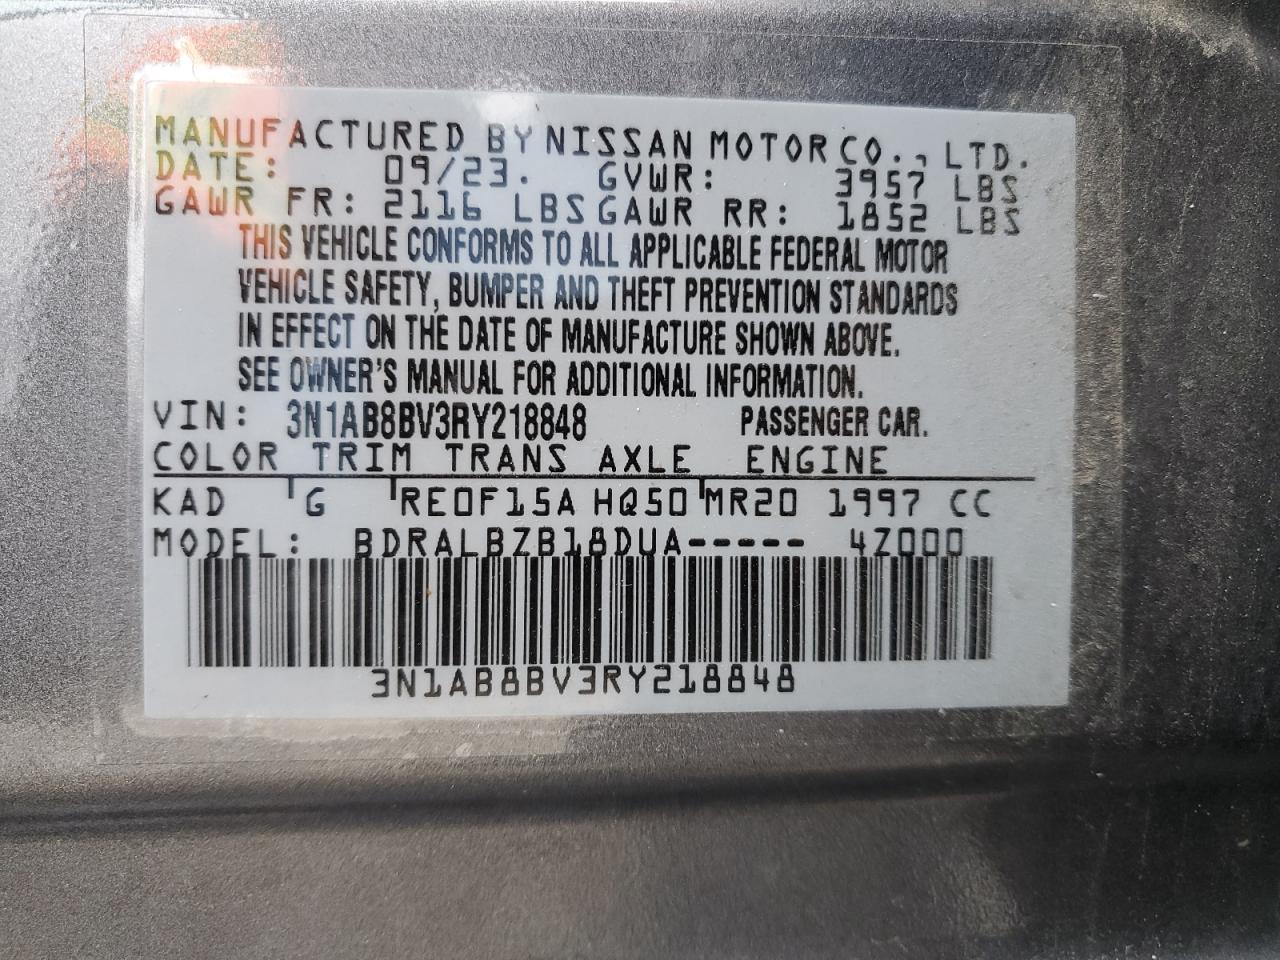 MANUFACTURED BY NISSAN MOTOR CO., LTD.
DATE: 09/23. GVWR: 3957 LBS
GAWR FR: 2116 LBS GAWR RR: 1852 LBS
THIS VEHICLE CONFORMS TO ALL APPLICABLE FEDERAL MOTOR
VEHICLE SAFETY, BUMPER AND THEFT PREVENTION STANDARDS
IN EFFECT ON THE DATE OF MANUFACTURE SHOWN ABOVE.
SEE OWNER'S MANUAL FOR ADDITIONAL INFORMATION.
VIN: 3N1AB8BV3RY218848 PASSENGER CAR.
COLOR TRIM TRANS AXLE ENGINE
KAD G RE0F15A HQ50 MR20 1997 CC
MODEL: BDRALBZB18DUA----- 4Z000
3N1AB8BV3RY218848